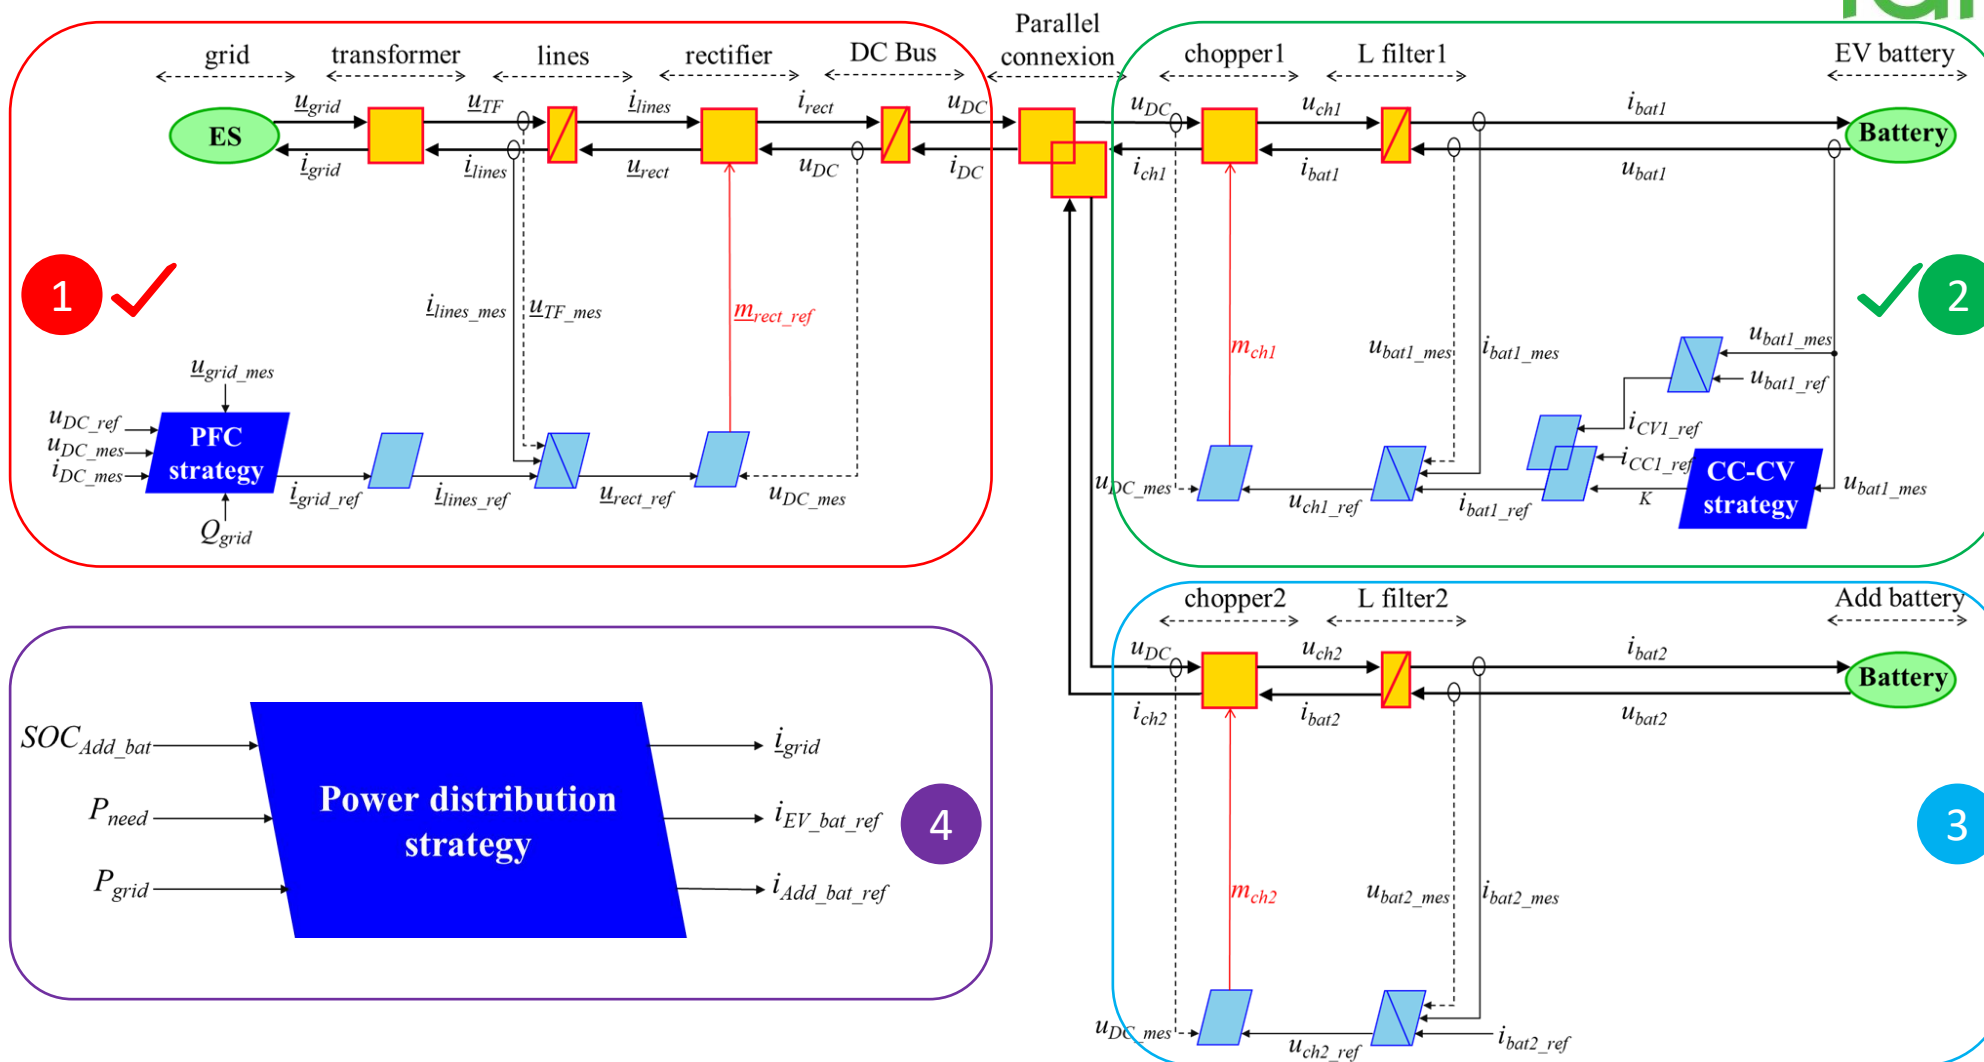 grid
transformer
lines
rectifier
DC Bus
Parallel
connexion
chopper1
L filter1
EV battery
u_grid
u_TF
i_lines
i_rect
u_DC
u_DC
u_ch1
i_bat1
ES
Battery
i_grid
i_lines
u_rect
u_DC
i_DC
i_ch1
i_bat1
u_bat1
1
2
i_lines_mes
u_TF_mes
m_rect_ref
m_ch1
u_bat1_mes
i_bat1_mes
u_bat1_mes
u_bat1_ref
u_grid_mes
u_DC_ref
u_DC_mes
i_DC_mes
PFC
strategy
i_CV1_ref
i_CC1_ref
CC-CV
strategy
i_grid_ref
i_lines_ref
u_rect_ref
u_DC_mes
u_DC_mes
u_ch1_ref
i_bat1_ref
K
u_bat1_mes
Q_grid
chopper2
L filter2
Add battery
u_DC
u_ch2
i_bat2
Battery
i_ch2
i_bat2
u_bat2
SOC_Add_bat
P_need
P_grid
Power distribution
strategy
i_grid
i_EV_bat_ref
i_Add_bat_ref
4
3
m_ch2
u_bat2_mes
i_bat2_mes
u_DC_mes
u_ch2_ref
i_bat2_ref